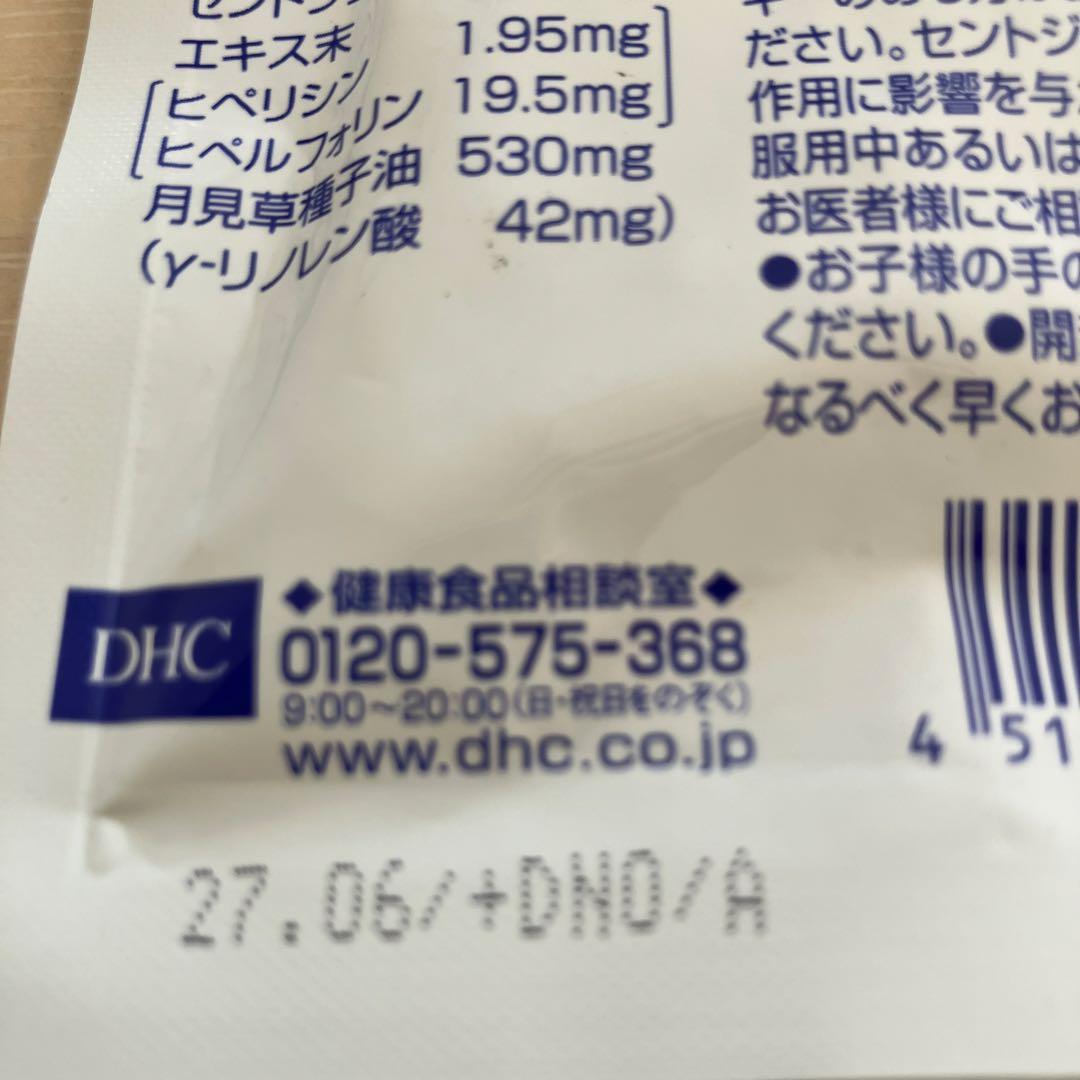 セントジ
エキス末
[ヒペリシン 1.95mg]
[ヒペルフォリン 19.5mg]
月見草種子油 530mg
(γ-リノレン酸 42mg)
ださい。セントジ
作用に影響を与
服用中あるいは
お医者様にご相
●お子様の手の
ください。●開
なるべく早くお
DHC
◆健康食品相談室◆
0120-575-368
9:00〜20:00(日・祝日をのぞく)
www.dhc.co.jp
4 51
27.06/+DNO/A